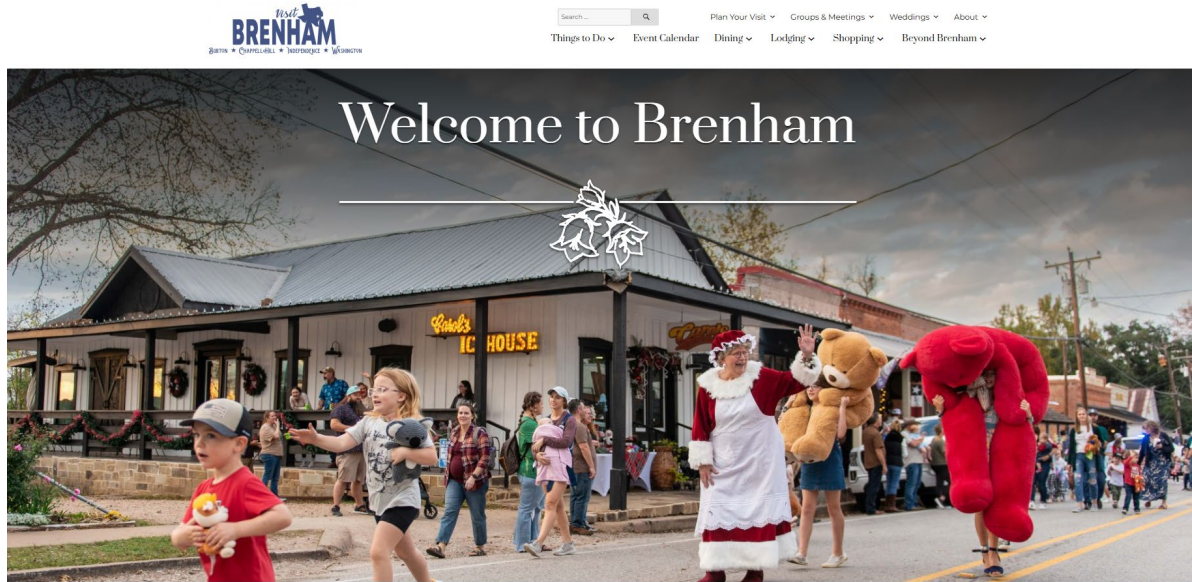 Visit
BRENHAM
BURTON ★ CHAPPELL HILL ★ INDEPENDENCE ★ WASHINGTON
Search ...
Plan Your Visit
Groups & Meetings
Weddings
About
Things to Do
Event Calendar
Dining
Lodging
Shopping
Beyond Brenham
Welcome to Brenham
Carol's
ICE HOUSE